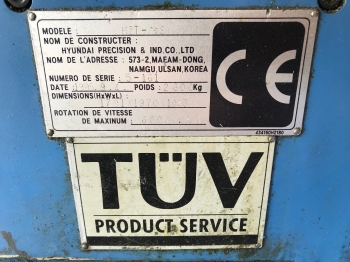 MODELE :
NOM DE CONSTRUCTER :
HYUNDAI PRECISION & IND.CO.,LTD
NOM DE L'ADRESSE : 573-2,MAEAM-DONG,
NAMGU,ULSAN,KOREA
NUMERO DE SERIE :
DATE : POIDS : Kg
DIMENSIONS(HxWxL) :
ROTATION DE VITESSE
DE MAXIMUM :
CE
A34160H2160
TÜV
PRODUCT SERVICE